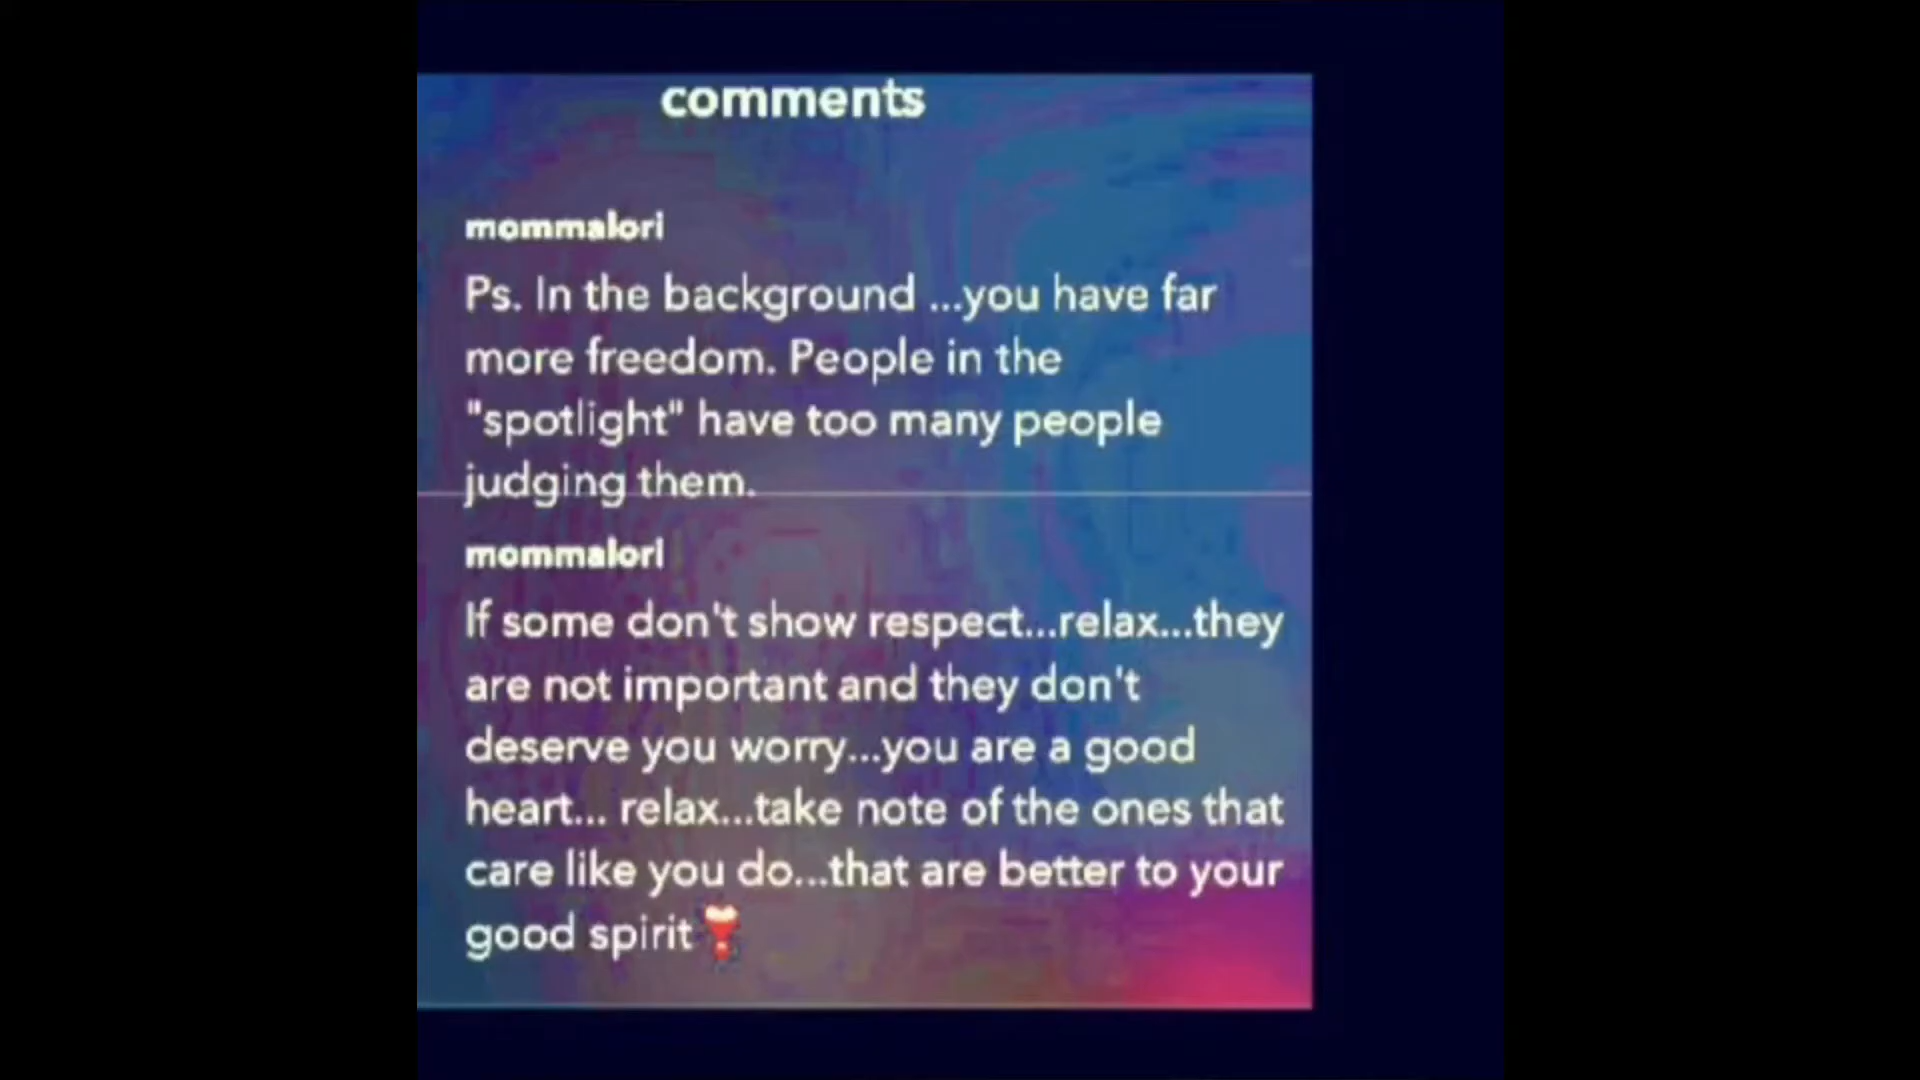 comments
mommalori
Ps. In the background ...you have far
more freedom. People in the
"spotlight" have too many people
judging them.
mommalori
If some don't show respect...relax...they
are not important and they don't
deserve you worry...you are a good
heart... relax...take note of the ones that
care like you do...that are better to your
good spirit❣️